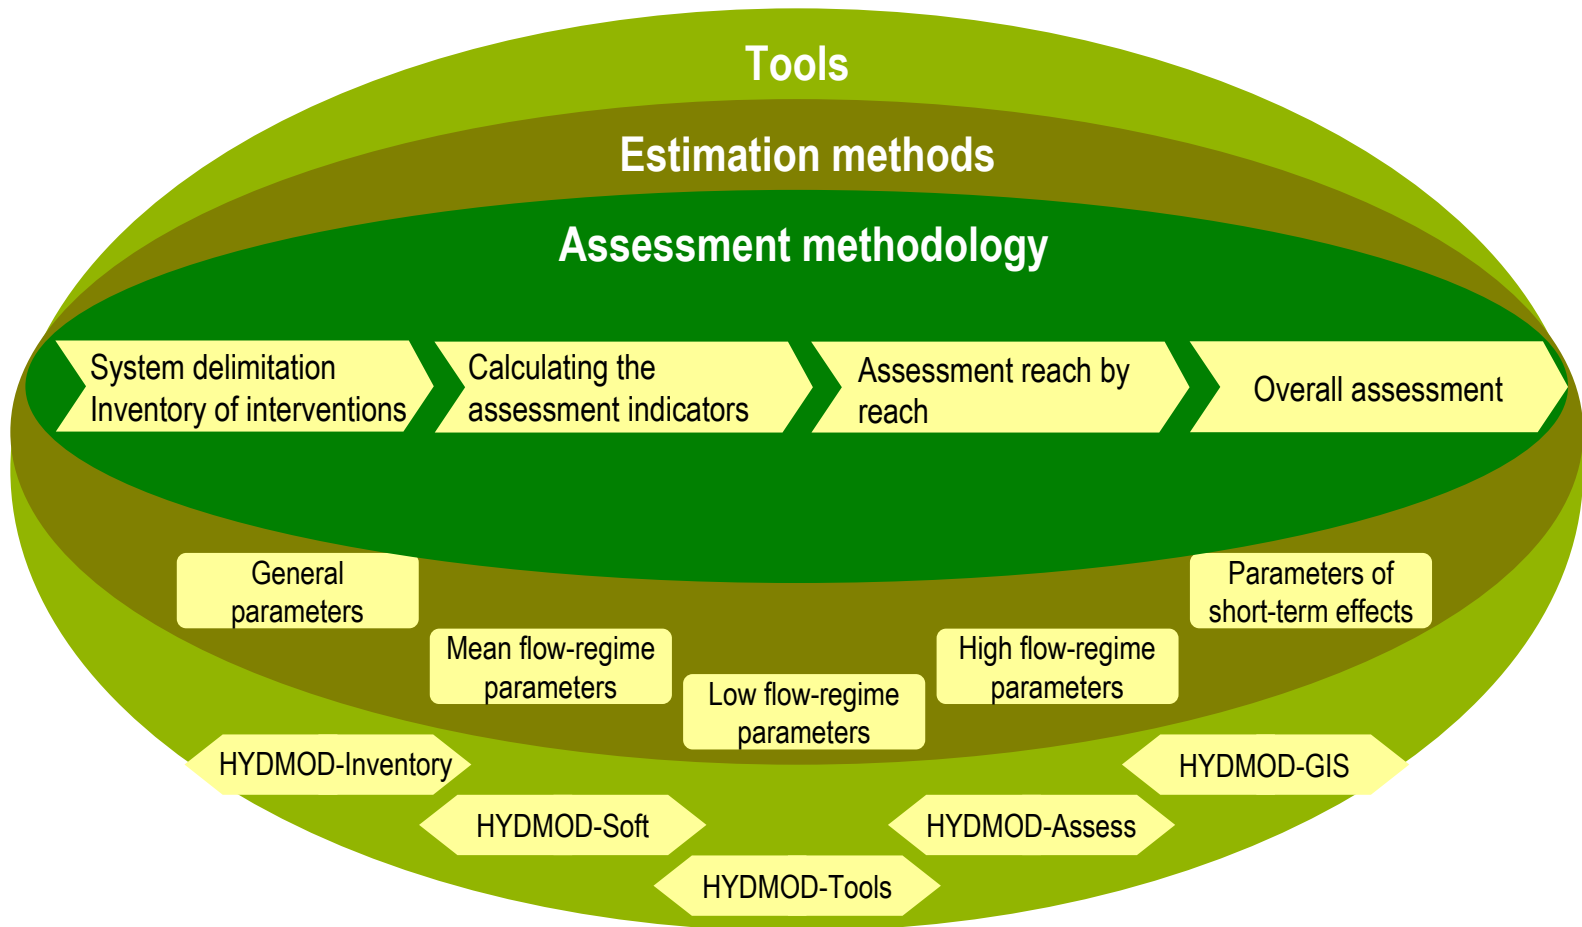 Tools
Estimation methods
Assessment methodology
System delimitation
Inventory of interventions
Calculating the
assessment indicators
Assessment reach by
reach
Overall assessment
General
parameters
Mean flow-regime
parameters
Low flow-regime
parameters
High flow-regime
parameters
Parameters of
short-term effects
HYDMOD-Inventory
HYDMOD-Soft
HYDMOD-Tools
HYDMOD-Assess
HYDMOD-GIS